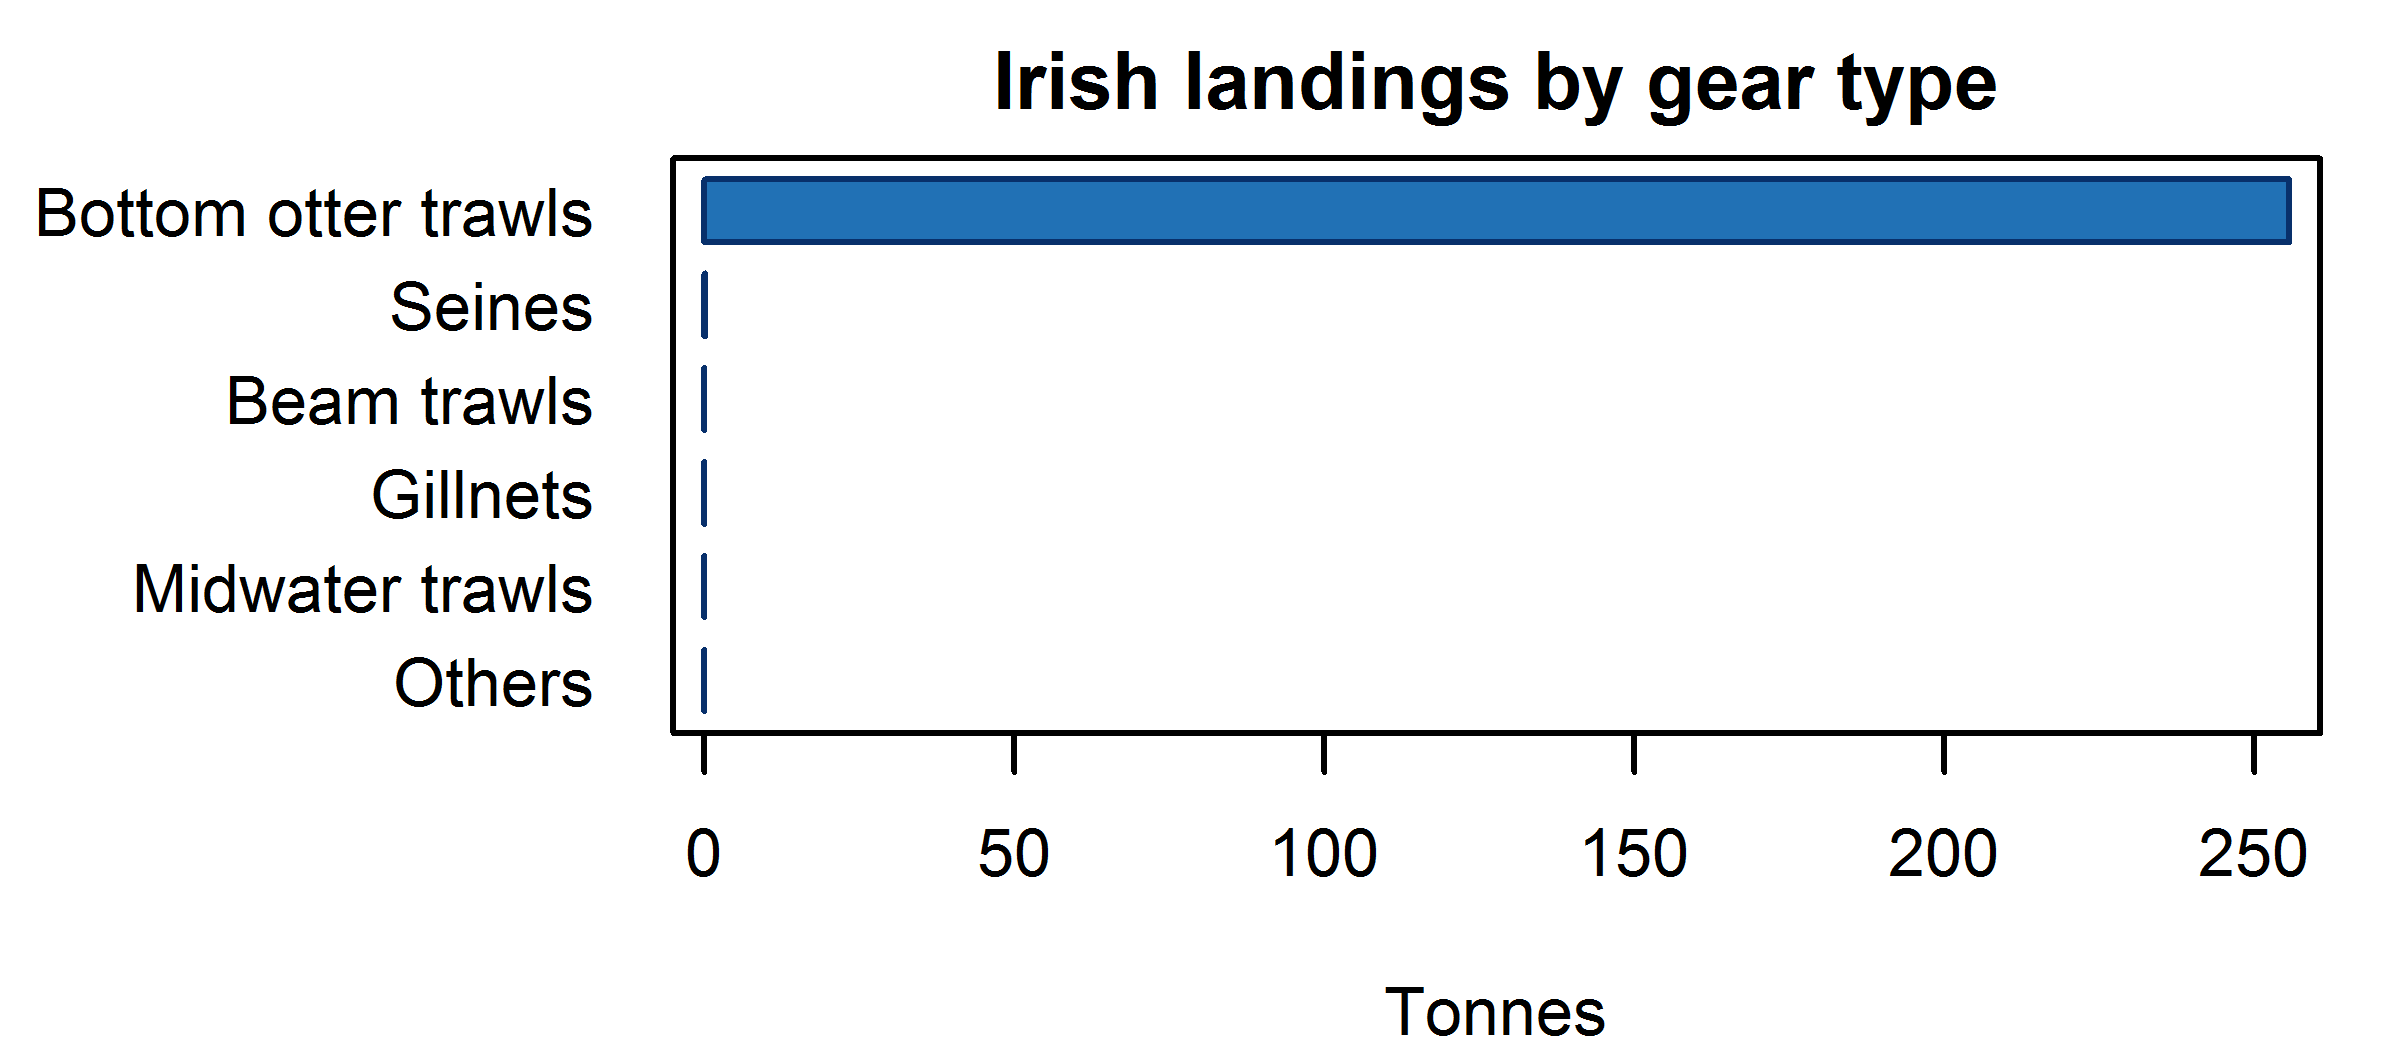 Irish landings by gear type
Bottom otter trawls
Seines
Beam trawls
Gillnets
Midwater trawls
Others
0 50 100 150 200 250
Tonnes